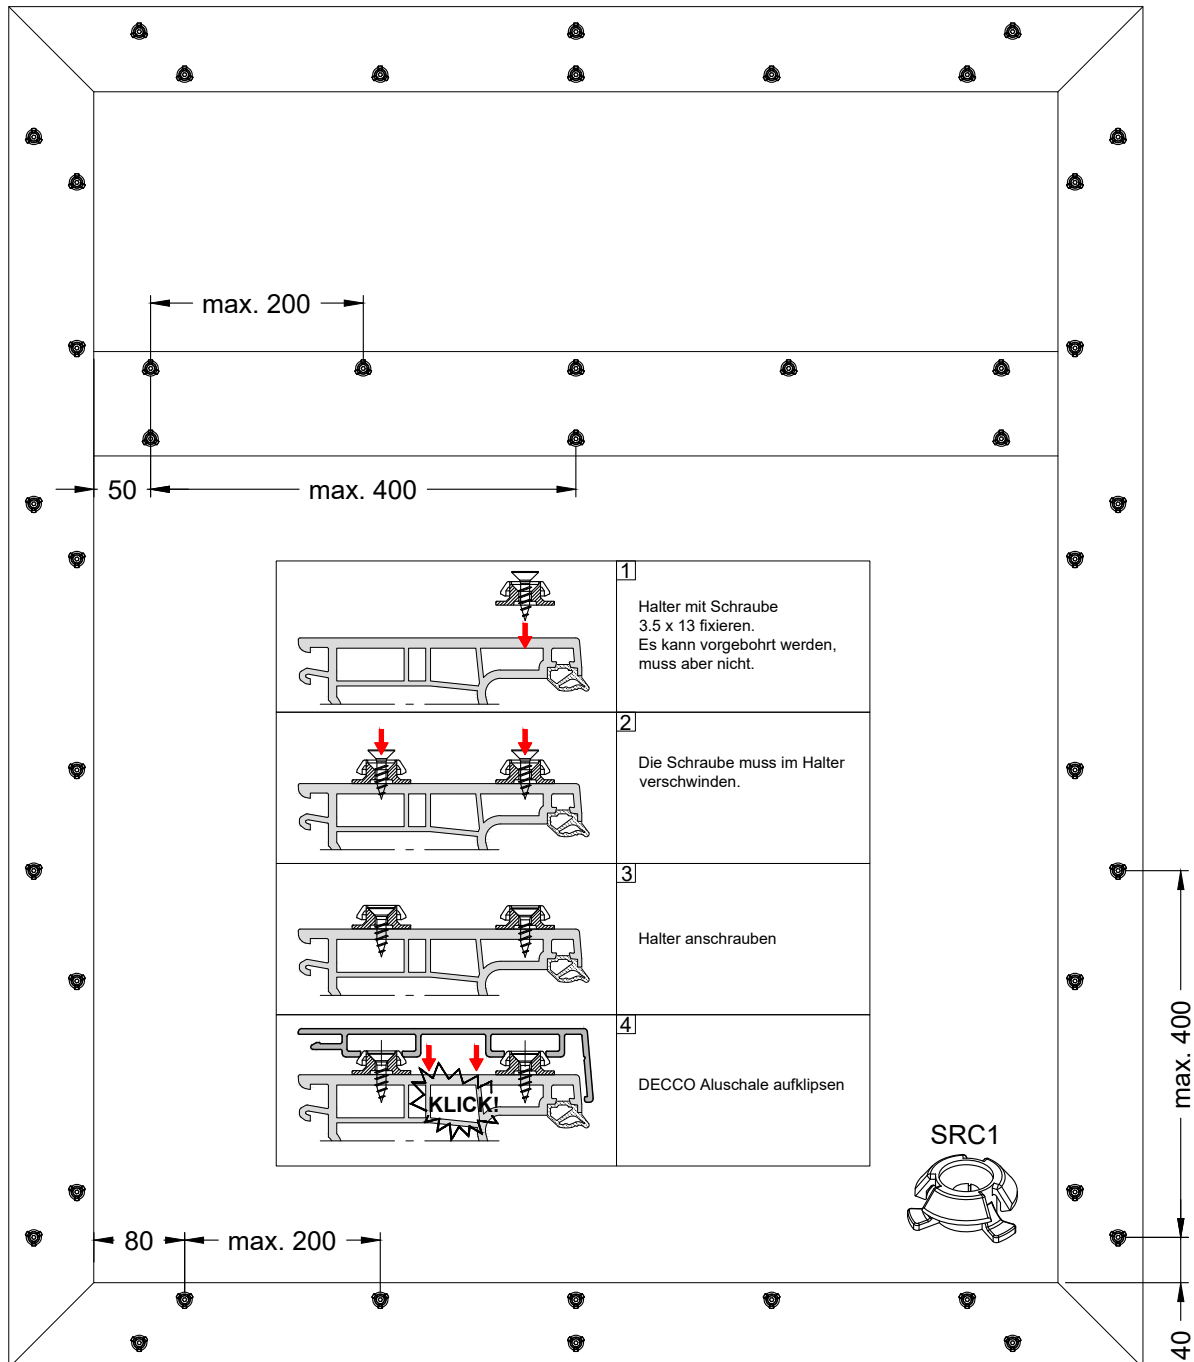 max. 200
50
max. 400
1
Halter mit Schraube
3.5 x 13 fixieren.
Es kann vorgebohrt werden,
muss aber nicht.
2
Die Schraube muss im Halter
verschwinden.
3
Halter anschrauben
4
KLICK!
DECCO Aluschale aufklipsen
SRC1
max. 400
80
max. 200
40